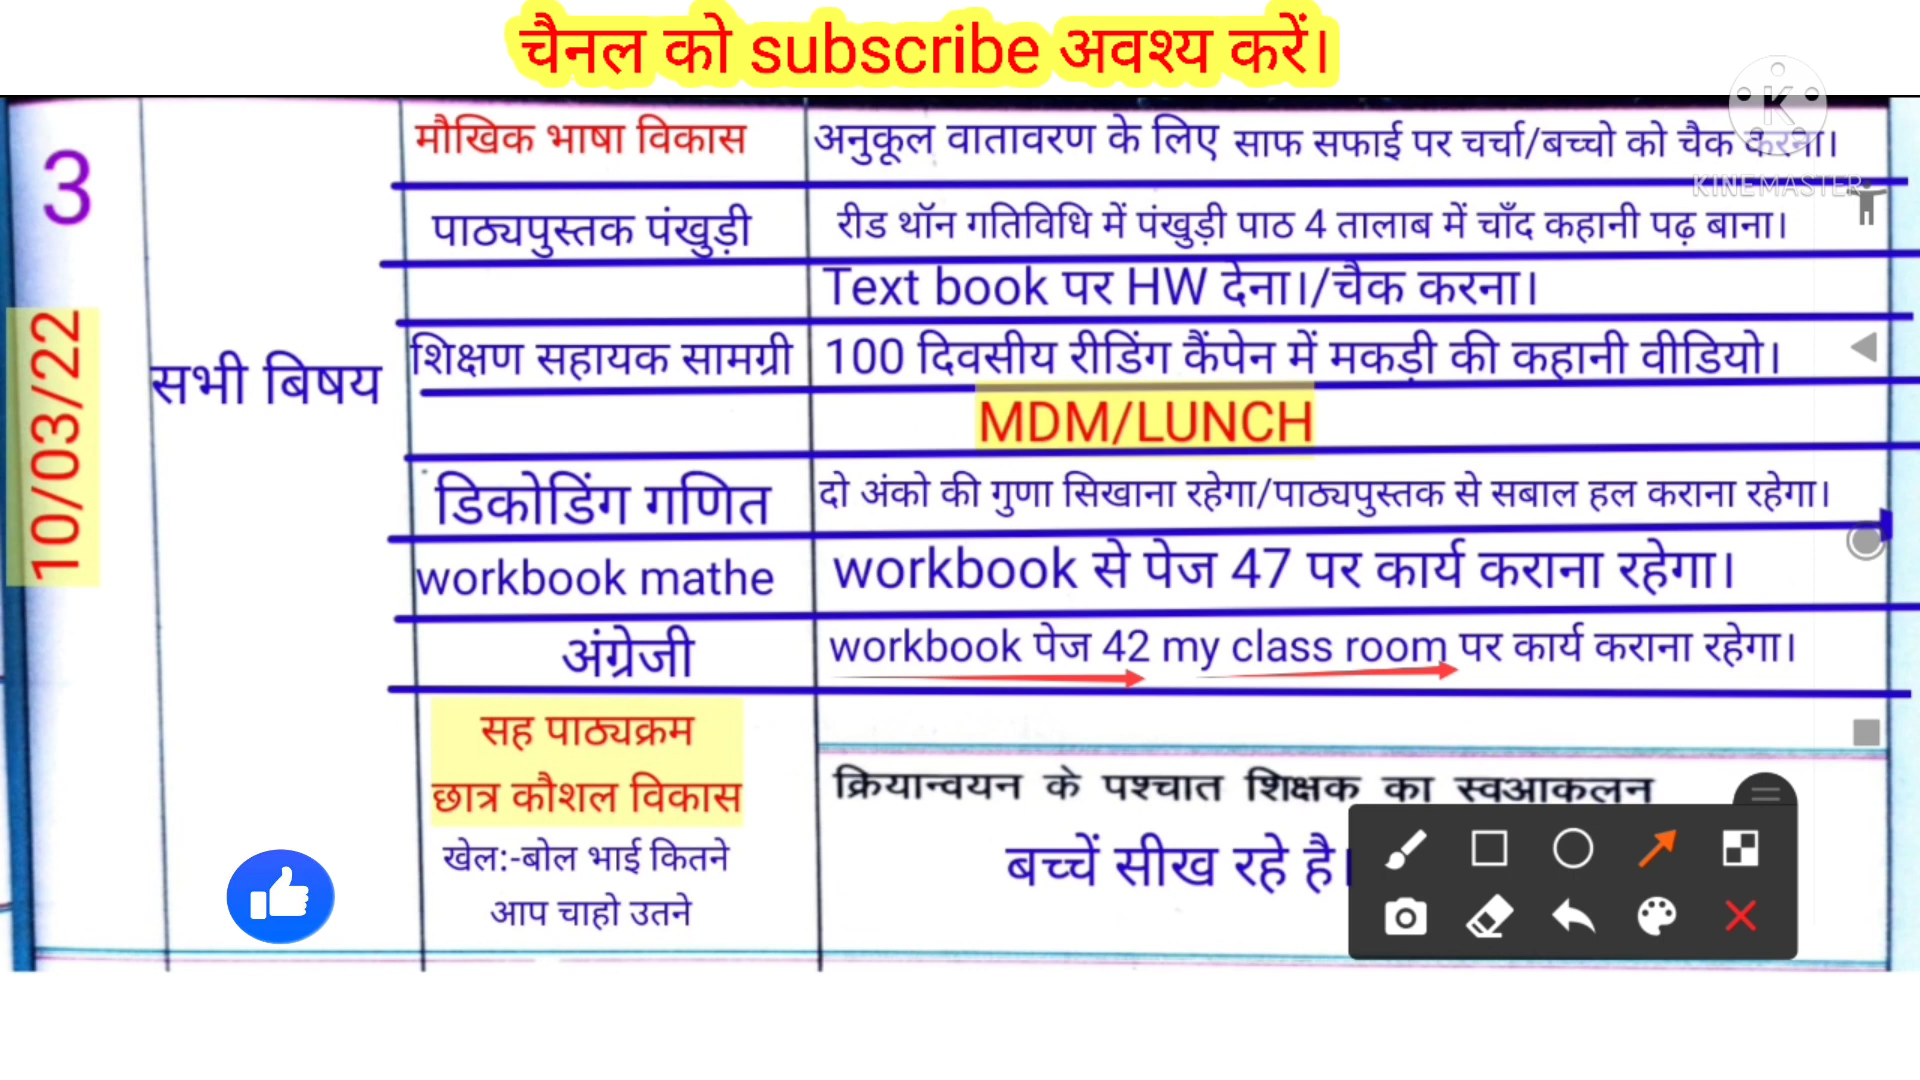 चैनल को subscribe अवश्य करें।
3
10/03/22
सभी बिषय
मौखिक भाषा विकास
अनुकूल वातावरण के लिए साफ सफाई पर चर्चा/बच्चो को चैक करना।
K
KINEMASTER
पाठ्यपुस्तक पंखुड़ी
रीड थॉन गतिविधि में पंखुड़ी पाठ 4 तालाब में चाँद कहानी पढ़ बाना।
Text book पर HW देना।/चैक करना।
शिक्षण सहायक सामग्री
100 दिवसीय रीडिंग कैंपेन में मकड़ी की कहानी वीडियो।
MDM/LUNCH
डिकोडिंग गणित
दो अंको की गुणा सिखाना रहेगा/पाठ्यपुस्तक से सबाल हल कराना रहेगा।
workbook mathe
workbook से पेज 47 पर कार्य कराना रहेगा।
अंग्रेजी
workbook पेज 42 my class room पर कार्य कराना रहेगा।
सह पाठ्यक्रम
छात्र कौशल विकास
खेल:-बोल भाई कितने
आप चाहो उतने
क्रियान्वयन के पश्चात शिक्षक का स्वआकलन
बच्चें सीख रहे है।